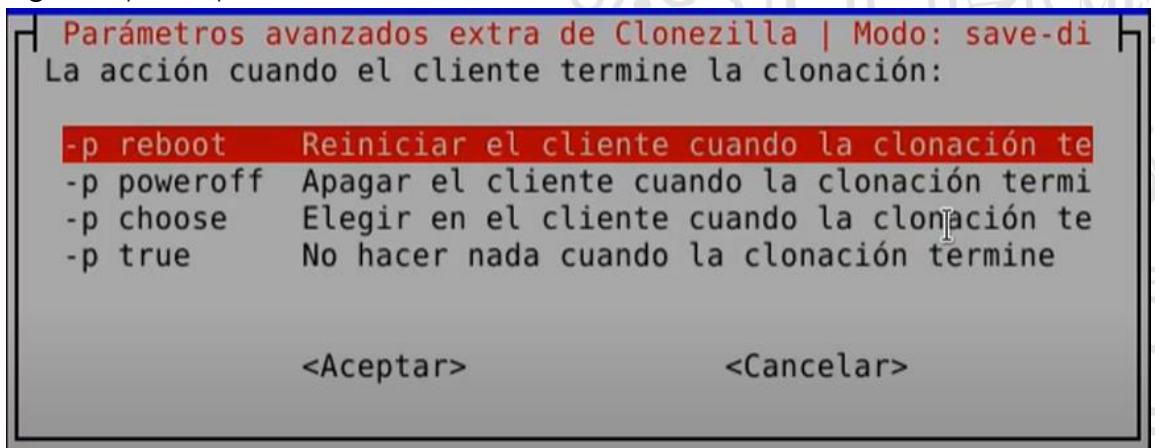 Parámetros avanzados extra de Clonezilla | Modo: save-di
La acción cuando el cliente termine la clonación:
-p reboot Reiniciar el cliente cuando la clonación te
-p poweroff Apagar el cliente cuando la clonación termi
-p choose Elegir en el cliente cuando la clonación te
-p true No hacer nada cuando la clonación termine
<Aceptar> <Cancelar>